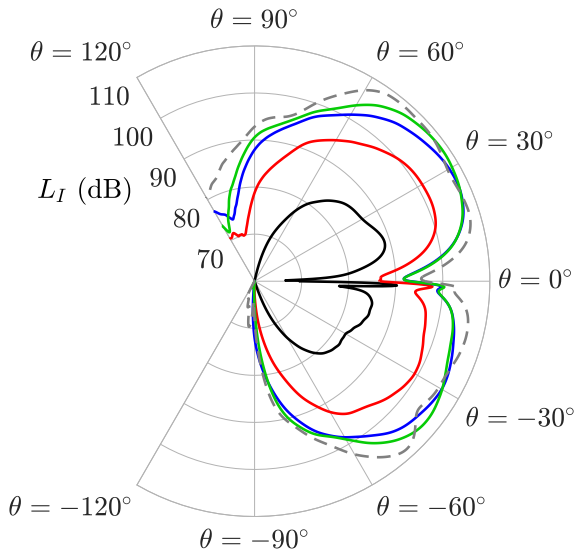 θ = 90°
θ = 120°
θ = 60°
110
100
θ = 30°
90
L_I (dB)
80
70
θ = 0°
θ = −30°
θ = −120°
θ = −60°
θ = −90°